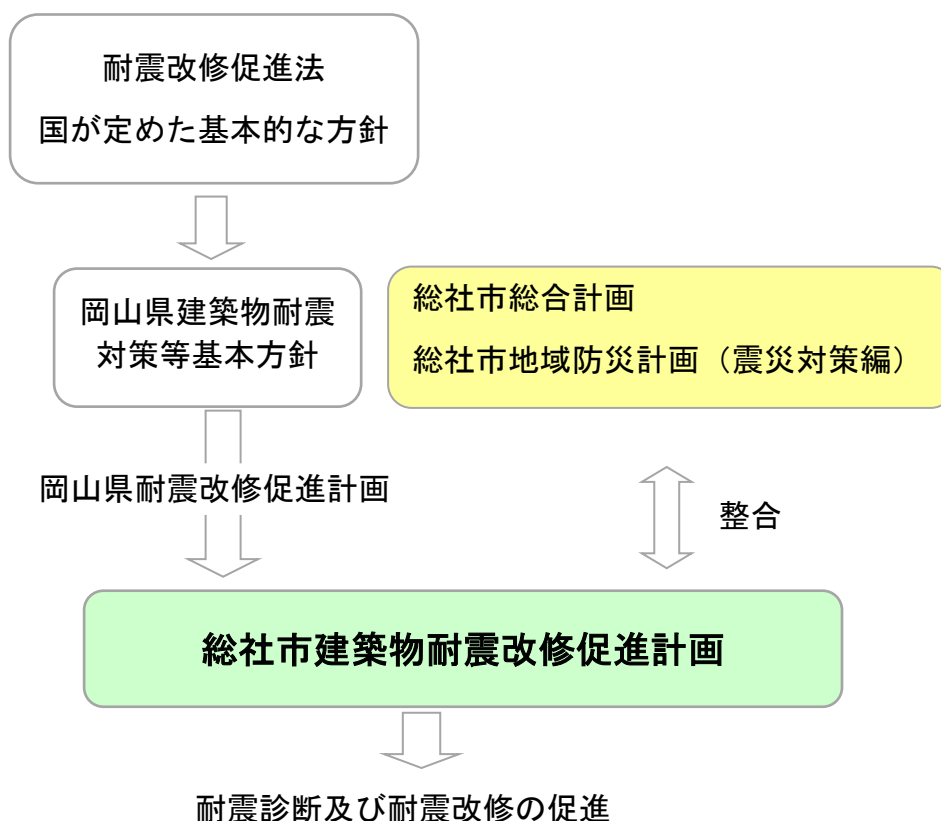 耐震改修促進法
国が定めた基本的な方針
岡山県建築物耐震
対策等基本方針
総社市総合計画
総社市地域防災計画（震災対策編）
岡山県耐震改修促進計画
整合
総社市建築物耐震改修促進計画
耐震診断及び耐震改修の促進